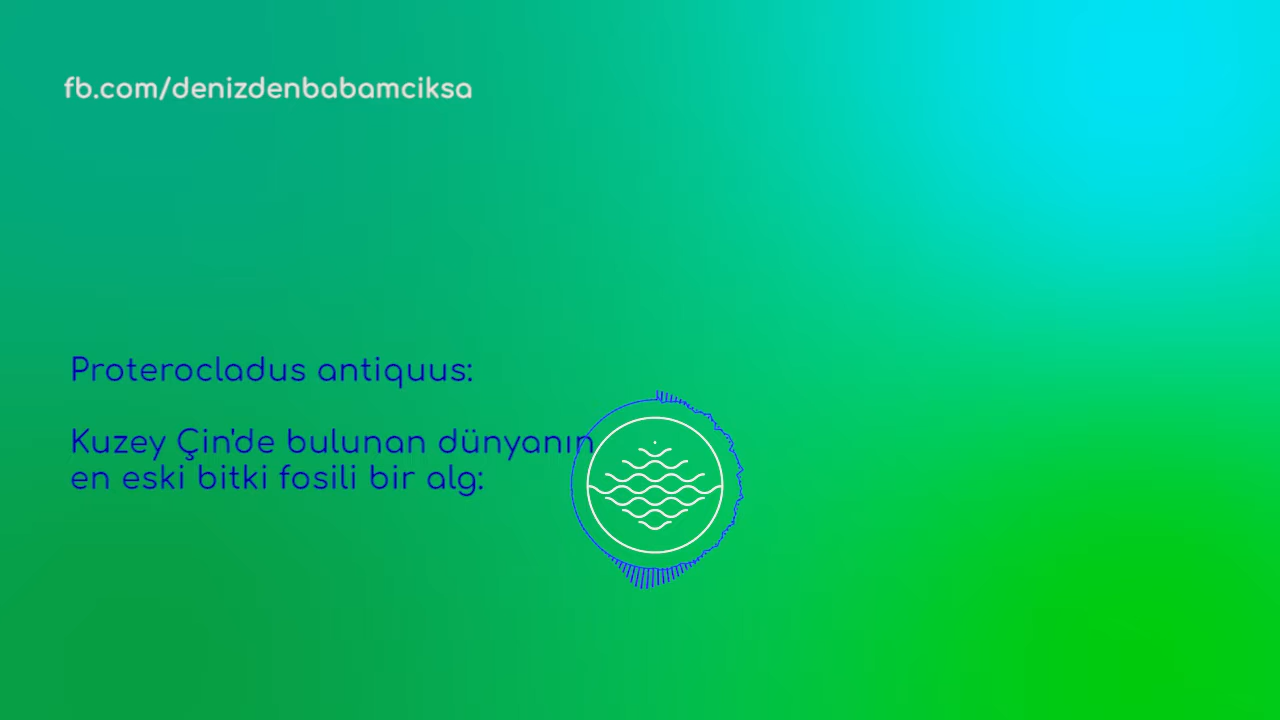 fb.com/denizdenbabamciksa
Proterocladus antiquus:
Kuzey Çin'de bulunan dünyanın
en eski bitki fosili bir alg: